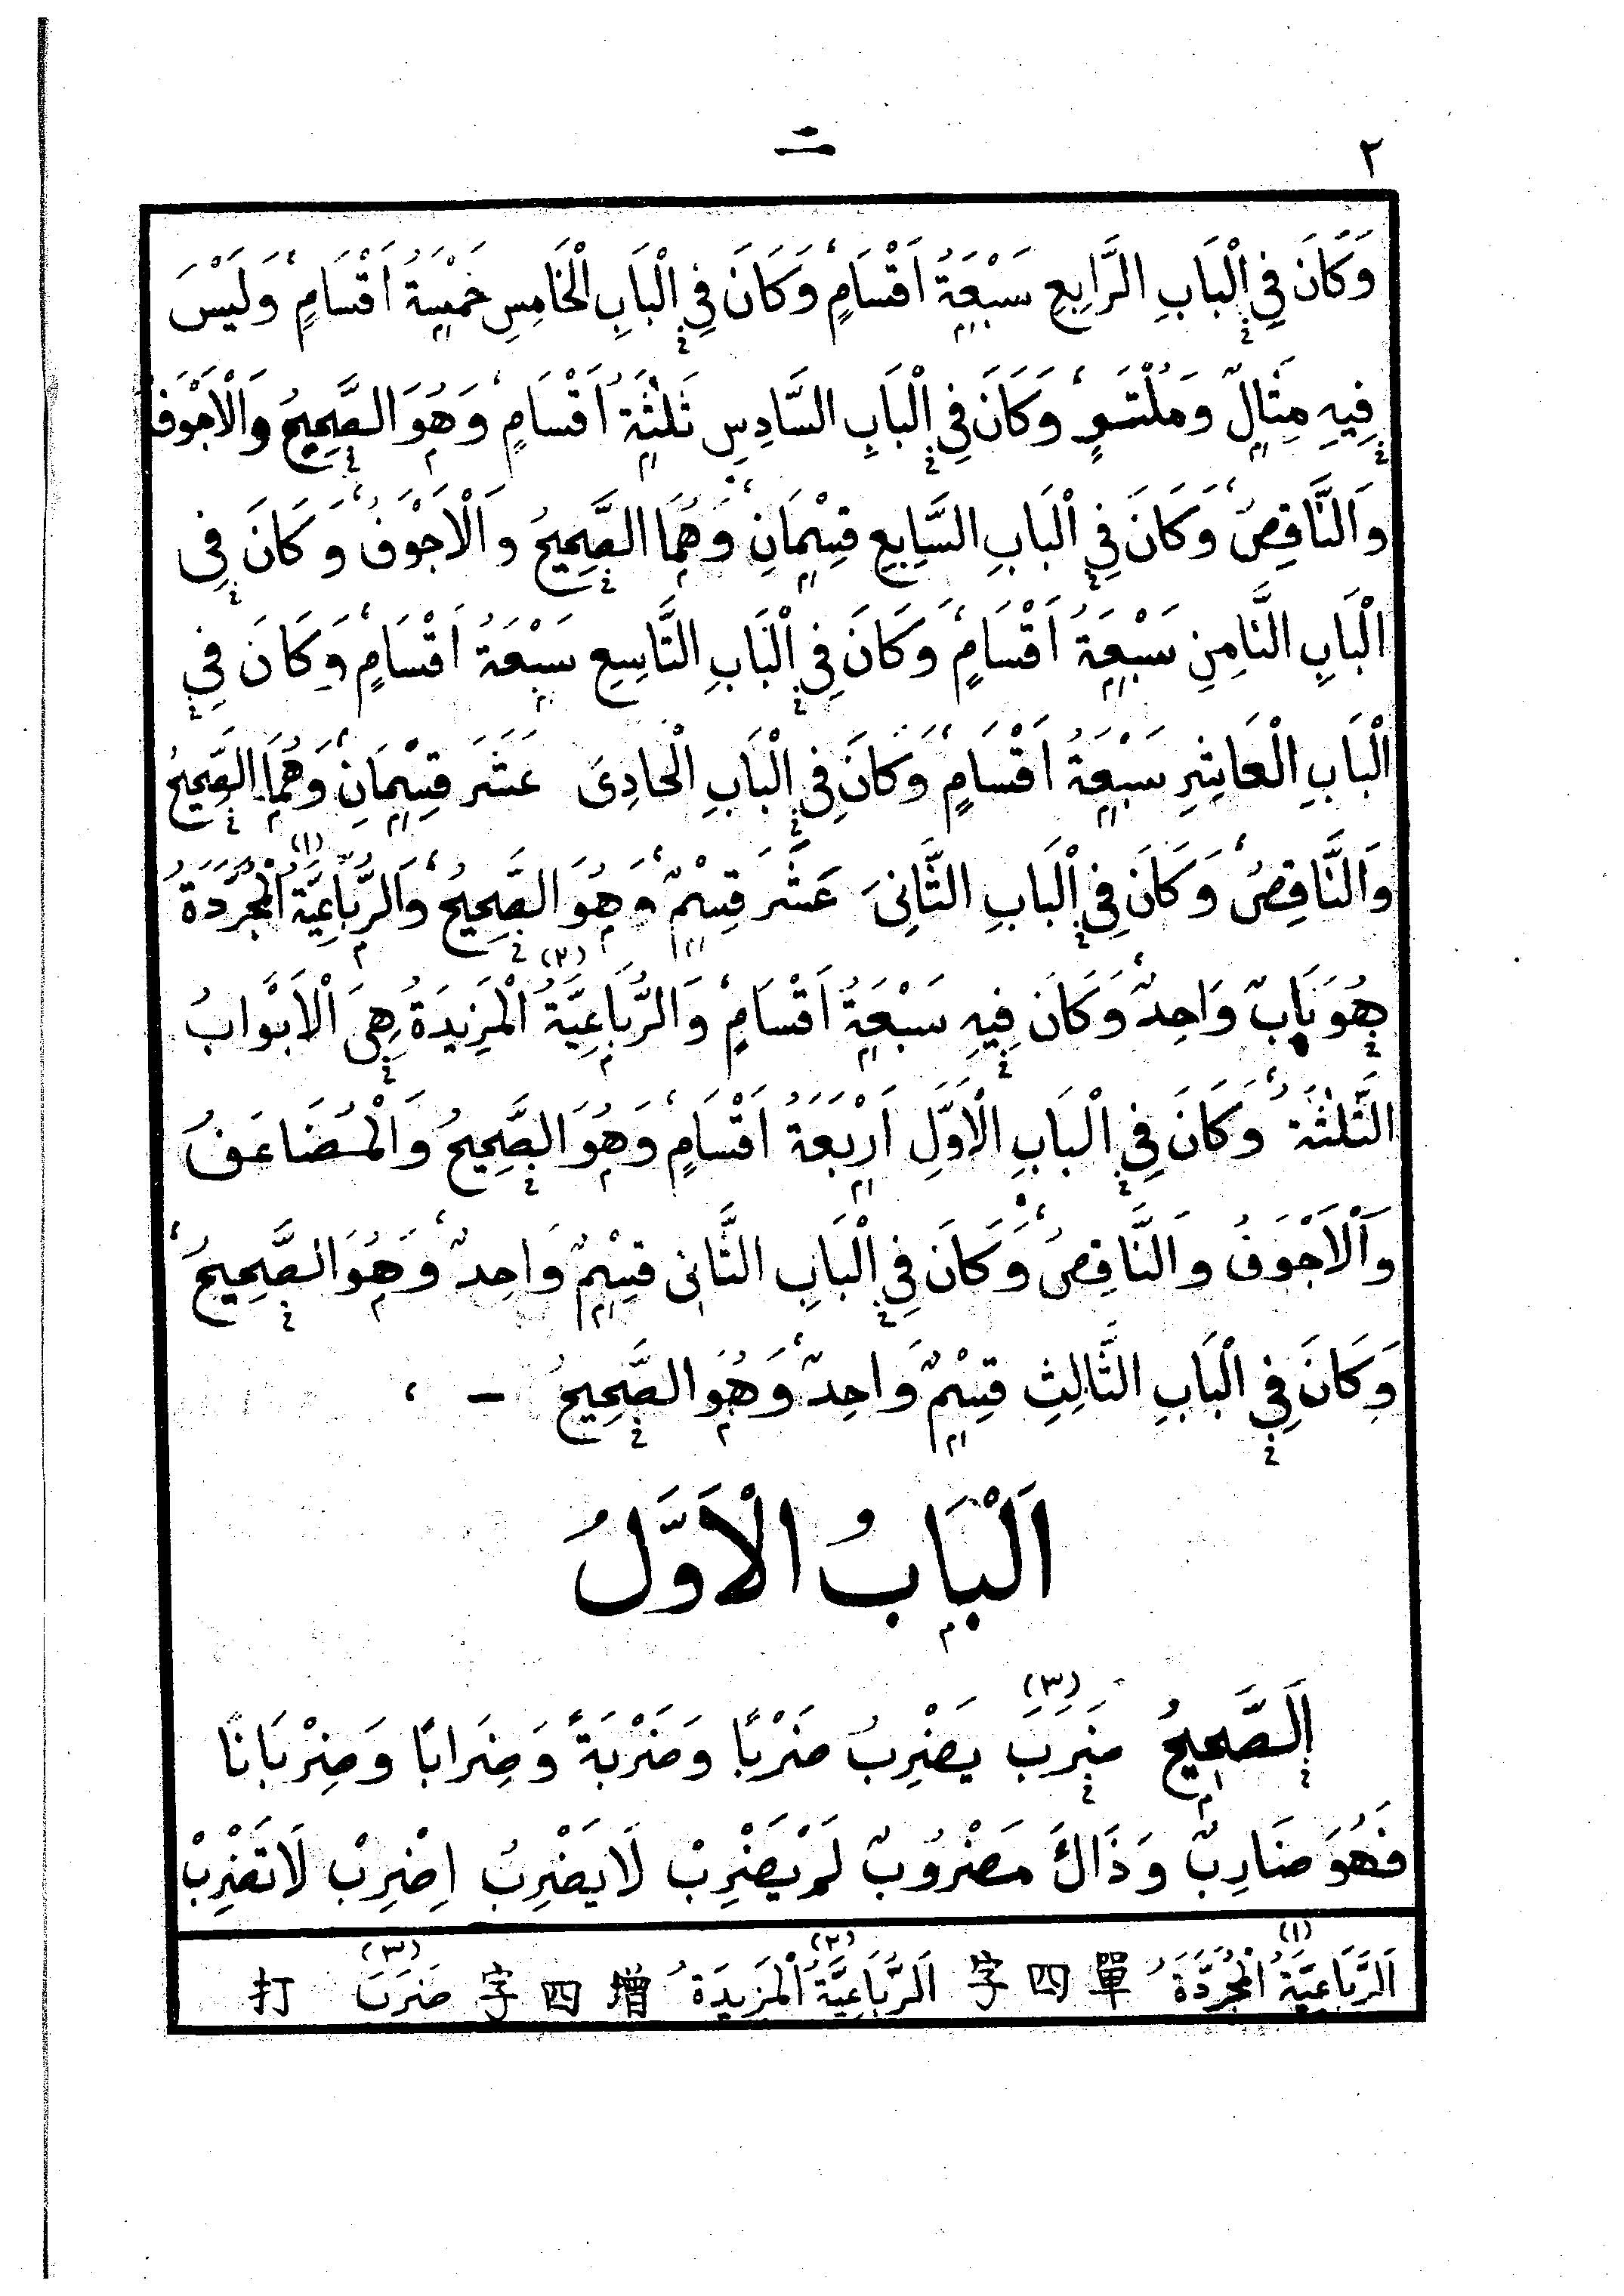 ٢ 二
وَكَانَ فِي الْبَابِ الرَّابِعِ سَبْعَةُ اَقْسَامٍ، وَكَانَ فِي الْبَابِ الْخَامِسِ خَمْسَةُ اَقْسَامٍ، وَلَيْسَ
فِيهِ مِثَالٌ وَمُلْتَوٍ، وَكَانَ فِي الْبَابِ السَّادِسِ ثَلٰثَةُ اَقْسَامٍ، وَهُوَ الصَّحِيحُ وَالْاَجْوَفُ
وَالنَّاقِصُ، وَكَانَ فِي الْبَابِ السَّابِعِ قِسْمَانِ، وَهُمَا الصَّحِيحُ وَالْاَجْوَفُ، وَكَانَ فِي
الْبَابِ الثَّامِنِ سَبْعَةُ اَقْسَامٍ، وَكَانَ فِي الْبَابِ التَّاسِعِ سَبْعَةُ اَقْسَامٍ، وَكَانَ فِي
الْبَابِ الْعَاشِرِ سَبْعَةُ اَقْسَامٍ، وَكَانَ فِي الْبَابِ الْحَادِىَ عَشَرَ قِسْمَانِ، وَهُمَا الصَّحِيحُ
وَالنَّاقِصُ، وَكَانَ فِي الْبَابِ الثَّانِىَ عَشَرَ قِسْمٌ، وَهُوَ الصَّحِيحُ، وَالرُّبَاعِيَّةُ (١) الْمُجَرَّدَةُ
هُوَ بَابٌ وَاحِدٌ، وَكَانَ فِيهِ سَبْعَةُ اَقْسَامٍ، وَالرُّبَاعِيَّةُ (٢) الْمَزِيدَةُ هِىَ الْاَبْوَابُ
الثَّلٰثَةُ، وَكَانَ فِي الْبَابِ الْاَوَّلِ اَرْبَعَةُ اَقْسَامٍ، وَهُوَ الصَّحِيحُ وَالْمُضَاعَفُ
وَالْاَجْوَفُ وَالنَّاقِصُ، وَكَانَ فِي الْبَابِ الثَّانِى قِسْمٌ وَاحِدٌ، وَهُوَ الصَّحِيحُ،
وَكَانَ فِي الْبَابِ الثَّالِثِ قِسْمٌ وَاحِدٌ، وَهُوَ الصَّحِيحُ – ،
اَلْبَابُ الْاَوَّلُ
اَلصَّحِيحُ ضَرَبَ (٣) يَضْرِبُ ضَرْبًا وَضَرْبَةً وَضِرَابًا وَضِرْبَانًا
فَهُوَ ضَارِبٌ وَذَاكَ مَضْرُوبٌ لَمْ يَضْرِبْ لَا يَضْرِبُ اِضْرِبْ لَا تَضْرِبْ
(١) اَلرُّبَاعِيَّةُ الْمُجَرَّدَةُ 單四字 (٢) اَلرُّبَاعِيَّةُ الْمَزِيدَةُ 增四字 (٣) ضَرَبَ 打